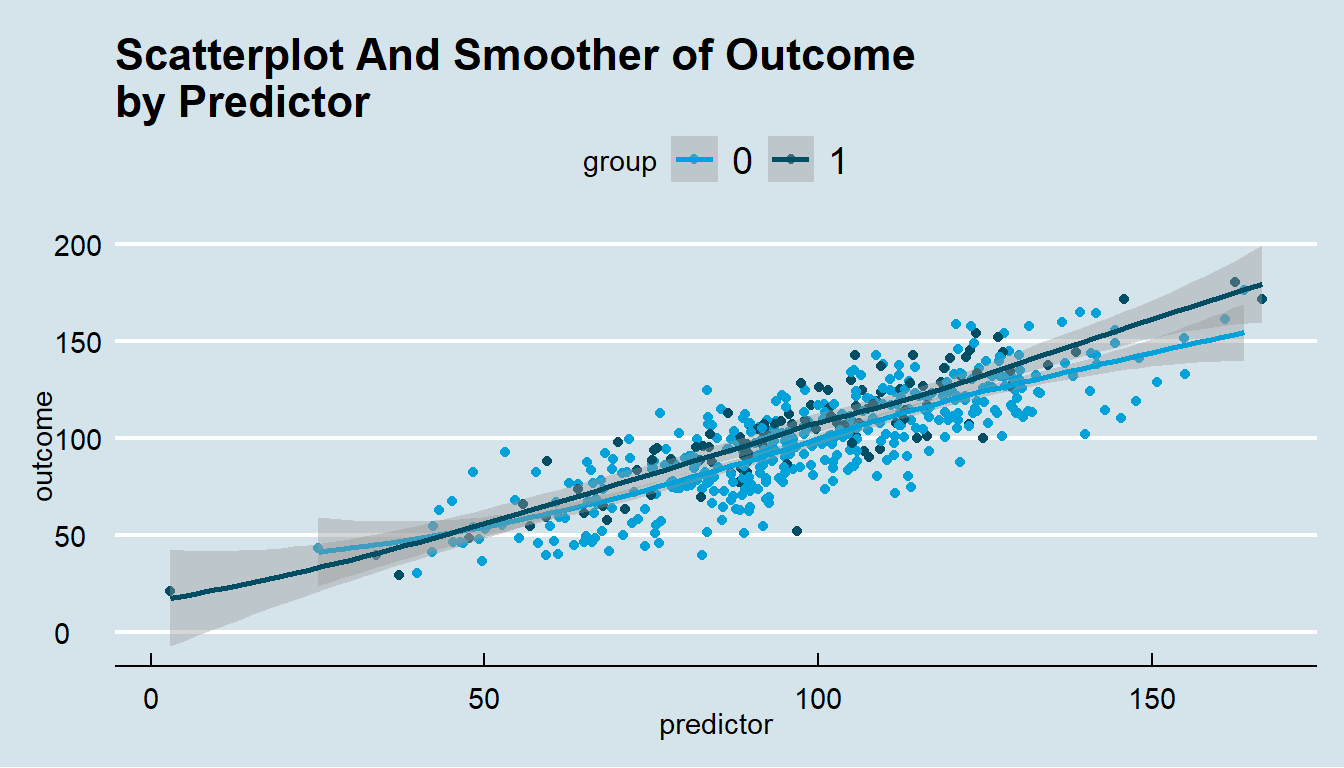 Scatterplot And Smoother of Outcome
by Predictor
group 0 1
200
150
100
50
0
outcome
0 50 100 150
predictor